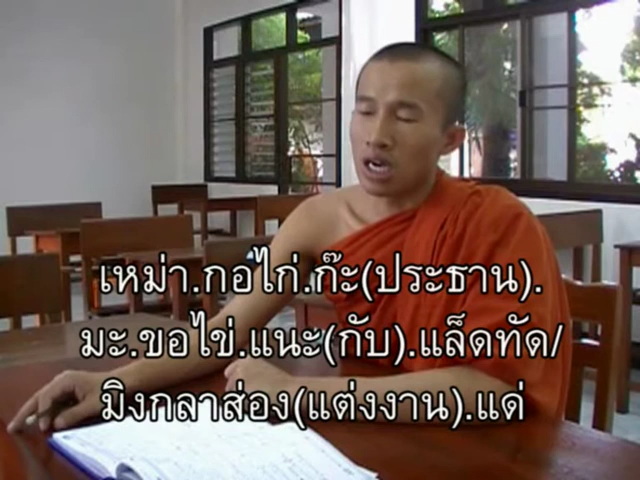 เหม่า.กอไก่.ก๊ะ(ประธาน).
มะ.ขอไข่.แนะ(กับ).แล็ดทัด/
มิงกลาส่อง(แต่งงาน).แด่